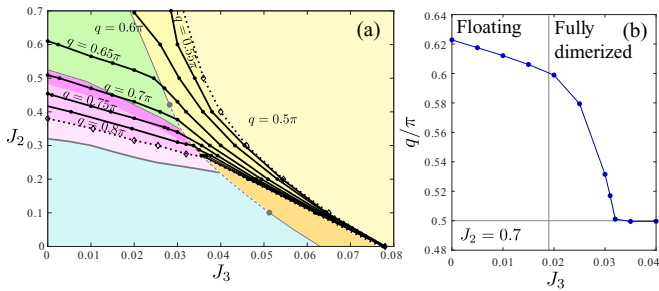 (a)
q = 0.6π
q = 0.55π
q = 0.65π
q = 0.7π
q = 0.75π
q = 0.8π
q = 0.5π
J2
0.7
0.6
0.5
0.4
0.3
0.2
0.1
0
0 0.01 0.02 0.03 0.04 0.05 0.06 0.07 0.08
J3
(b)
Floating
Fully
dimerized
q/π
0.64
0.62
0.6
0.58
0.56
0.54
0.52
0.5
0.48
J2 = 0.7
0 0.01 0.02 0.03 0.04
J3